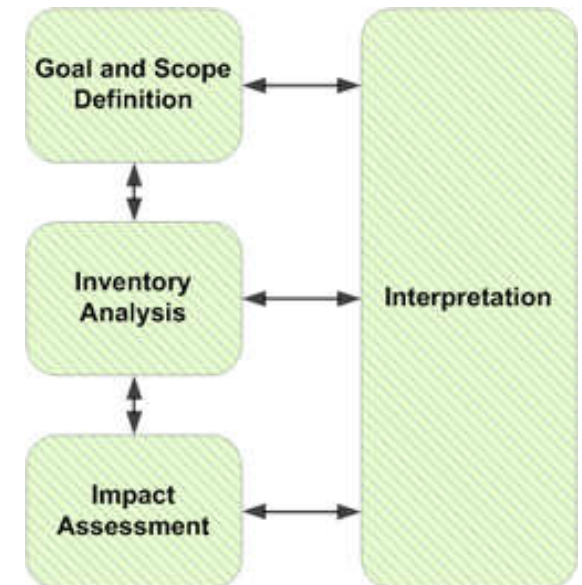 Goal and Scope
Definition
Inventory
Analysis
Interpretation
Impact
Assessment